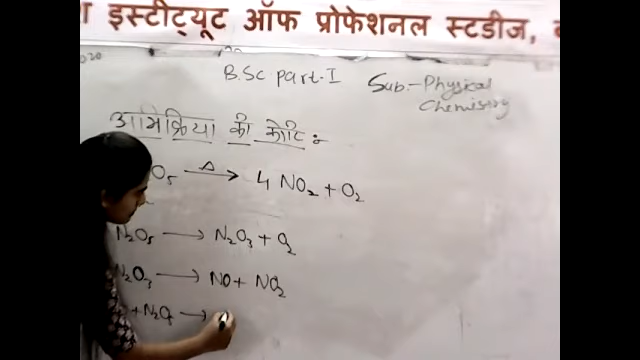 इस्टीट्यूट ऑफ प्रोफेशनल स्टडीज,
B.Sc part-I Sub:- Physical Chemistry
अभिक्रिया की कोटि :-
O₅ —Δ→ 4 NO₂ + O₂
N₂O₅ → N₂O₃ + O₂
N₂O₃ → NO + NO₂
+ N₂O₅ →